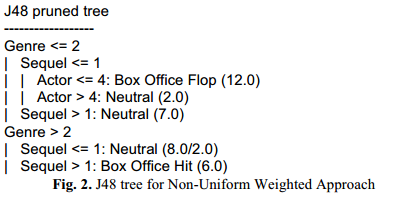 J48 pruned tree
------------------
Genre <= 2
|   Sequel <= 1
|   |   Actor <= 4: Box Office Flop (12.0)
|   |   Actor > 4: Neutral (2.0)
|   Sequel > 1: Neutral (7.0)
Genre > 2
|   Sequel <= 1: Neutral (8.0/2.0)
|   Sequel > 1: Box Office Hit (6.0)
Fig. 2. J48 tree for Non-Uniform Weighted Approach